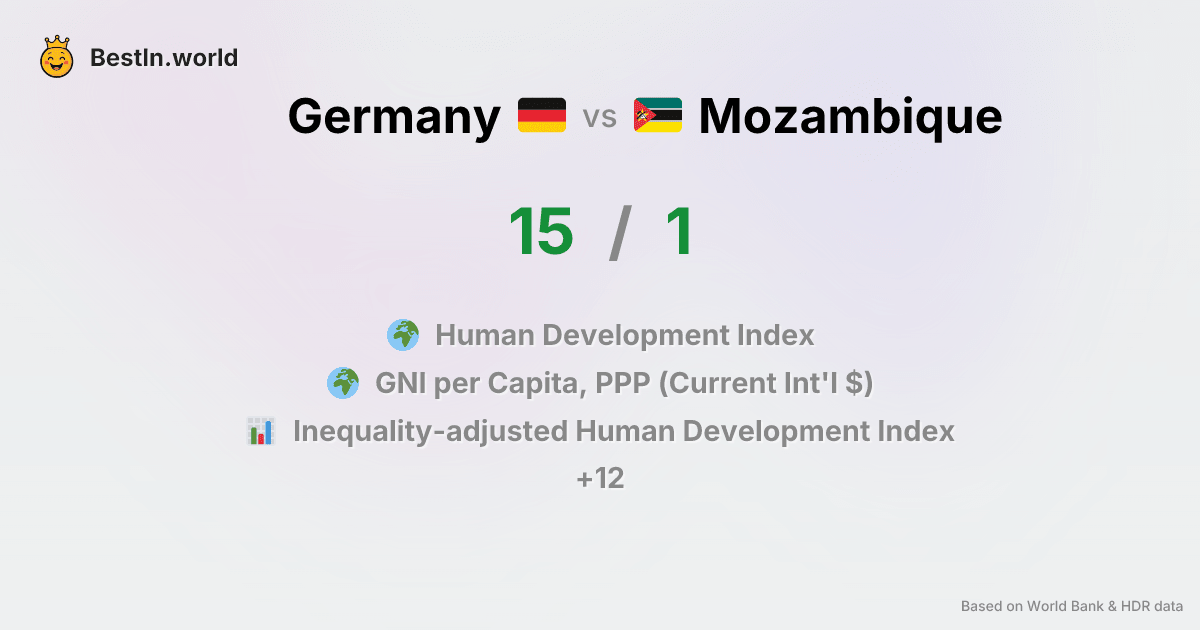 BestIn.world
Germany vs Mozambique
15 / 1
Human Development Index
GNI per Capita, PPP (Current Int'l $)
Inequality-adjusted Human Development Index
+12
Based on World Bank & HDR data